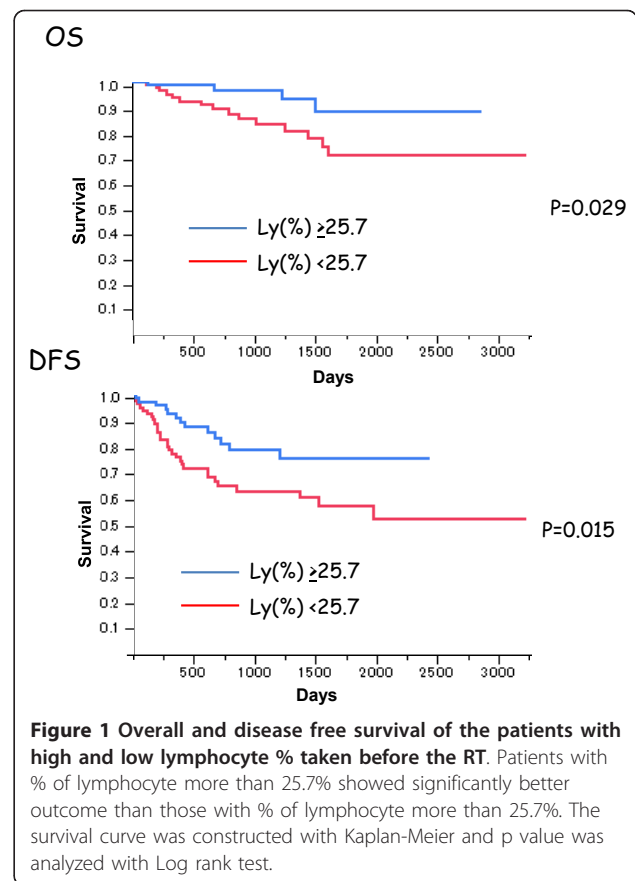 OS
1.0
0.9
0.8
0.7
0.6
0.5
0.4
0.3
0.2
0.1
Survival
Ly(%) ≥25.7
Ly(%) <25.7
P=0.029
500 1000 1500 2000 2500 3000
Days
DFS
1.0
0.9
0.8
0.7
0.6
0.5
0.4
0.3
0.2
0.1
Survival
Ly(%) ≥25.7
Ly(%) <25.7
P=0.015
500 1000 1500 2000 2500 3000
Days
Figure 1 Overall and disease free survival of the patients with
high and low lymphocyte % taken before the RT. Patients with
% of lymphocyte more than 25.7% showed significantly better
outcome than those with % of lymphocyte more than 25.7%. The
survival curve was constructed with Kaplan-Meier and p value was
analyzed with Log rank test.